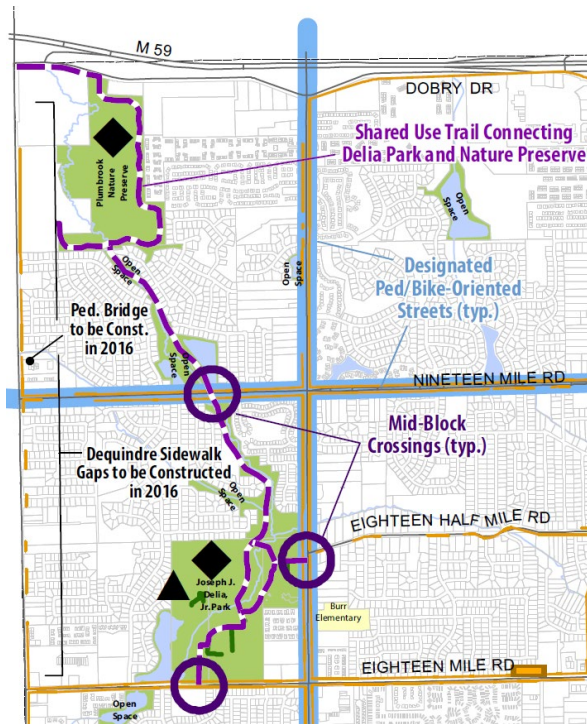 M 59
DOBRY DR
Shared Use Trail Connecting
Delia Park and Nature Preserve
Plumbrook
Nature
Preserve
Open
Space
Open
Space
Open
Space
Designated
Ped/Bike-Oriented
Streets (typ.)
Ped. Bridge
to be Const.
in 2016
Open
Space
NINETEEN MILE RD
Mid-Block
Crossings (typ.)
Dequindre Sidewalk
Gaps to be Constructed
in 2016
Open
Space
EIGHTEEN HALF MILE RD
Joseph J.
Delia,
Jr. Park
Burr
Elementary
EIGHTEEN MILE RD
Open
Space